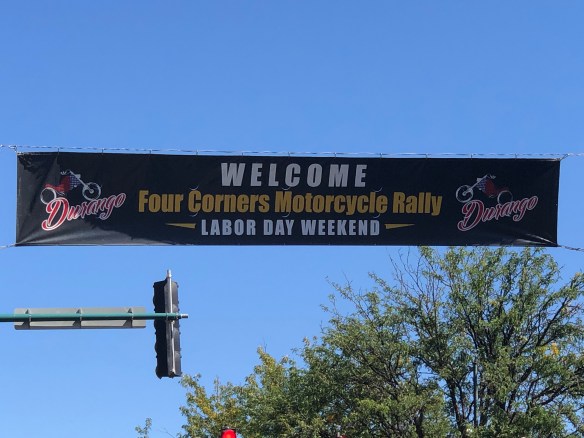 WELCOME
Four Corners Motorcycle Rally
LABOR DAY WEEKEND
Durango
Durango